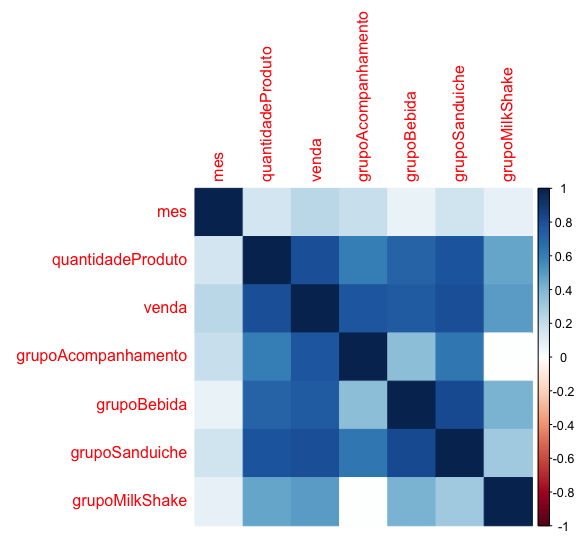 mes
quantidadeProduto
venda
grupoAcompanhamento
grupoBebida
grupoSanduiche
grupoMilkShake
mes
quantidadeProduto
venda
grupoAcompanhamento
grupoBebida
grupoSanduiche
grupoMilkShake
1
0.8
0.6
0.4
0.2
0
-0.2
-0.4
-0.6
-0.8
-1